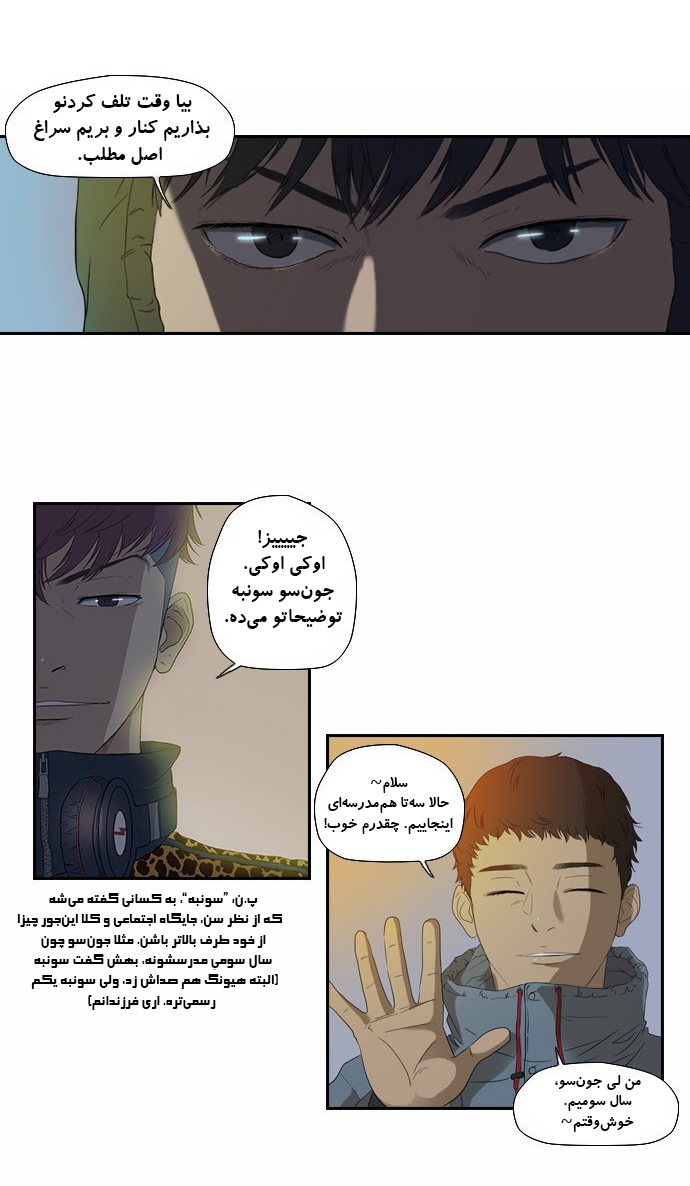 بیا وقت تلف کردنو
بذاریم کنار و بریم سراغ
اصل مطلب.
جییییز!
اوکی اوکی.
جون‌سو سونبه
توضیحاتو می‌ده.
سلام~
حالا سه‌تا هم‌مدرسه‌ای
اینجاییم. چقدرم خوب!
پ.ن: "سونبه"، به کسانی گفته می‌شه
که از نظر سن، جایگاه اجتماعی و کلا این‌جور چیزا
از خود طرف بالاتر باشن. مثلا جون‌سو چون
سال سومیِ مدرسشونه، بهش گفت سونبه
(البته هیونگ هم صداش زد، ولی سونبه یکم
رسمی‌تره. اری فرزندانم)
من لی جون‌سو،
سال سومیم.
خوش‌وقتم~